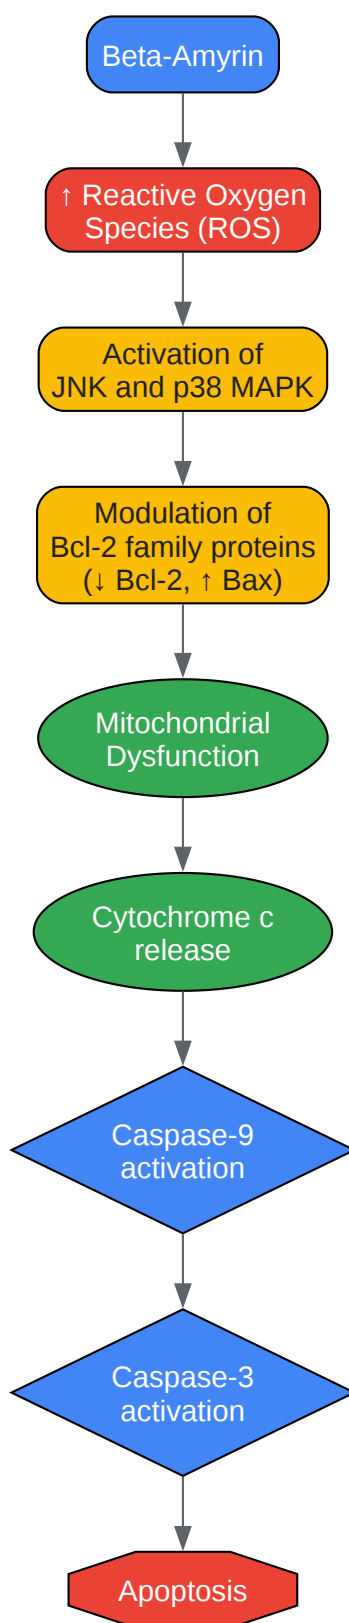 Beta-Amyrin
↑ Reactive Oxygen
Species (ROS)
Activation of
JNK and p38 MAPK
Modulation of
Bcl-2 family proteins
(↓ Bcl-2, ↑ Bax)
Mitochondrial
Dysfunction
Cytochrome c
release
Caspase-9
activation
Caspase-3
activation
Apoptosis